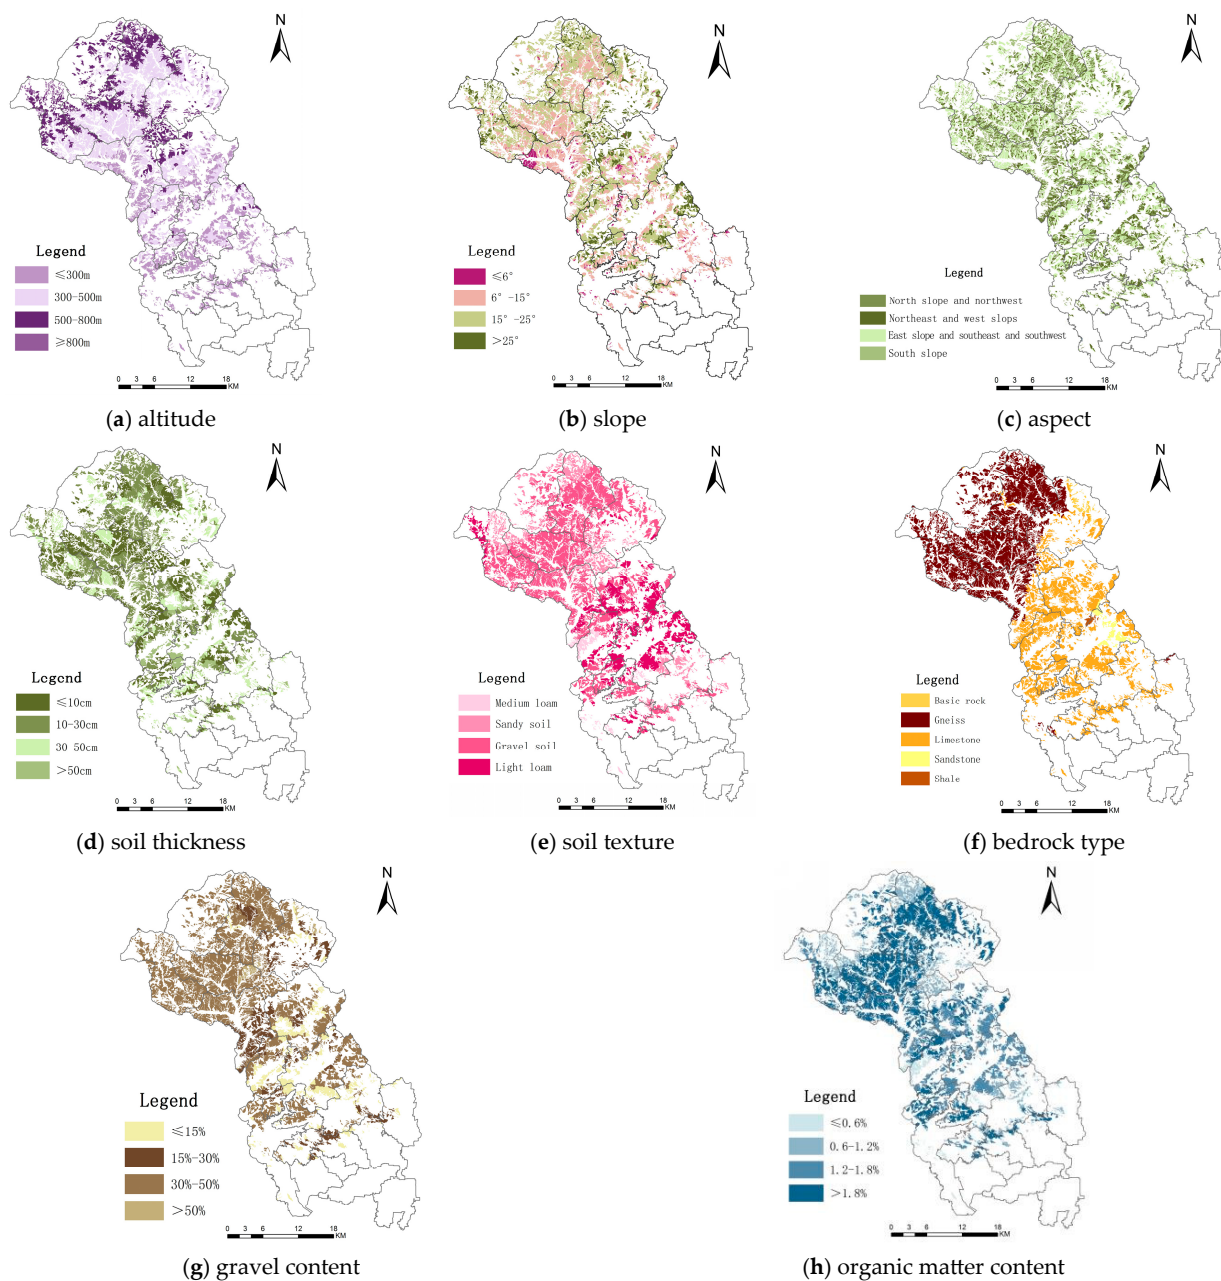 N
Legend
≤300m
300-500m
500-800m
≥800m
0 3 6 12 18
KM
(a) altitude
N
Legend
≤6°
6° -15°
15° -25°
>25°
0 3 6 12 18
KM
(b) slope
N
Legend
North slope and northwest
Northeast and west slops
East slope and southeast and southwest
South slope
0 3 6 12 18
KM
(c) aspect
N
Legend
≤10cm
10-30cm
30 50cm
>50cm
0 3 6 12 18
KM
(d) soil thickness
N
Legend
Medium loam
Sandy soil
Gravel soil
Light loam
0 3 6 12 18
KM
(e) soil texture
N
Legend
Basic rock
Gneiss
Limestone
Sandstone
Shale
0 3 6 12 18
KM
(f) bedrock type
N
Legend
≤15%
15%-30%
30%-50%
>50%
0 3 6 12 18
KM
(g) gravel content
N
Legend
≤0.6%
0.6-1.2%
1.2-1.8%
>1.8%
0 3 6 12 18
KM
(h) organic matter content